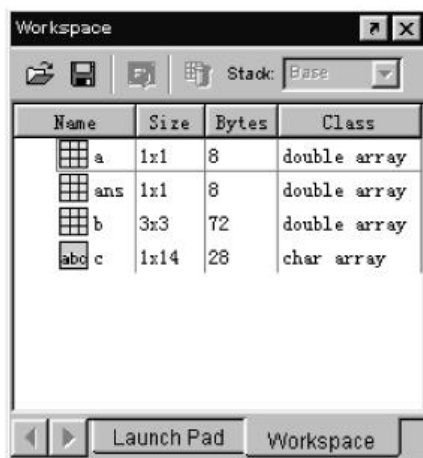 Workspace
Stack: Base
Name Size Bytes Class
a 1x1 8 double array
ans 1x1 8 double array
b 3x3 72 double array
abc c 1x14 28 char array
Launch Pad Workspace